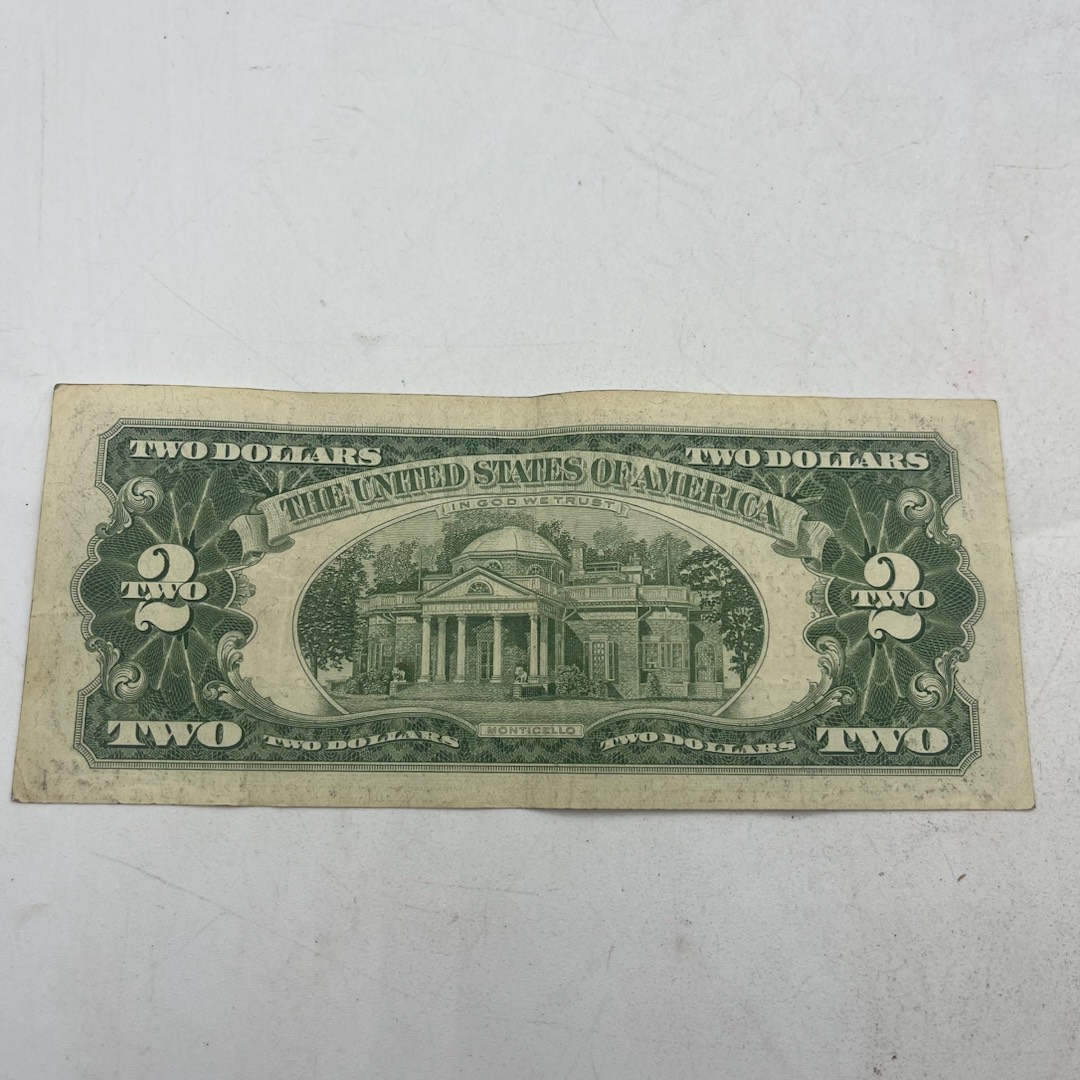 TWO DOLLARS TWO DOLLARS
THE UNITED STATES OF AMERICA
IN GOD WE TRUST
2 2
TWO TWO
MONTICELLO
TWO TWO DOLLARS TWO DOLLARS TWO